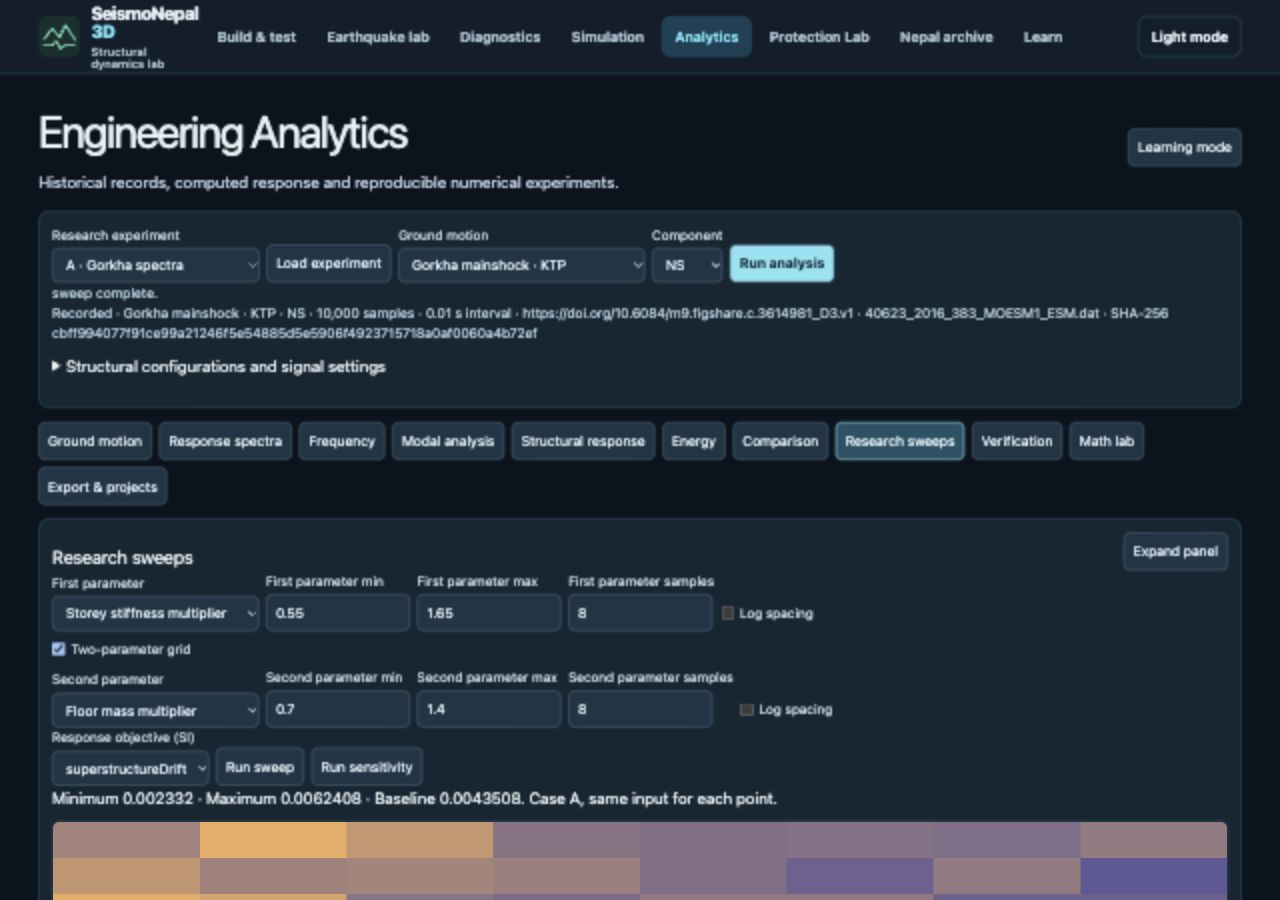 SeismoNepal
3D
Structural
dynamics lab
Build & test
Earthquake lab
Diagnostics
Simulation
Analytics
Protection Lab
Nepal archive
Learn
Light mode
Engineering Analytics
Learning mode
Historical records, computed response and reproducible numerical experiments.
Research experiment
Ground motion
Component
A · Gorkha spectra
Load experiment
Gorkha mainshock · KTP
NS
Run analysis
sweep complete.
Recorded · Gorkha mainshock · KTP · NS · 10,000 samples · 0.01 s interval · https://doi.org/10.6084/m9.figshare.c.3614981_D3.v1 · 40623_2016_383_MOESM1_ESM.dat · SHA-256
cbff994077f91ce99a21246f5e54885d5e5906f4923715718a0af0060a4b72ef
Structural configurations and signal settings
Ground motion
Response spectra
Frequency
Modal analysis
Structural response
Energy
Comparison
Research sweeps
Verification
Math lab
Export & projects
Research sweeps
Expand panel
First parameter
First parameter min
First parameter max
First parameter samples
Storey stiffness multiplier
0.55
1.65
8
Log spacing
Two-parameter grid
Second parameter
Second parameter min
Second parameter max
Second parameter samples
Floor mass multiplier
0.7
1.4
8
Log spacing
Response objective (SI)
superstructureDrift
Run sweep
Run sensitivity
Minimum 0.002332 · Maximum 0.0062408 · Baseline 0.0043508. Case A, same input for each point.